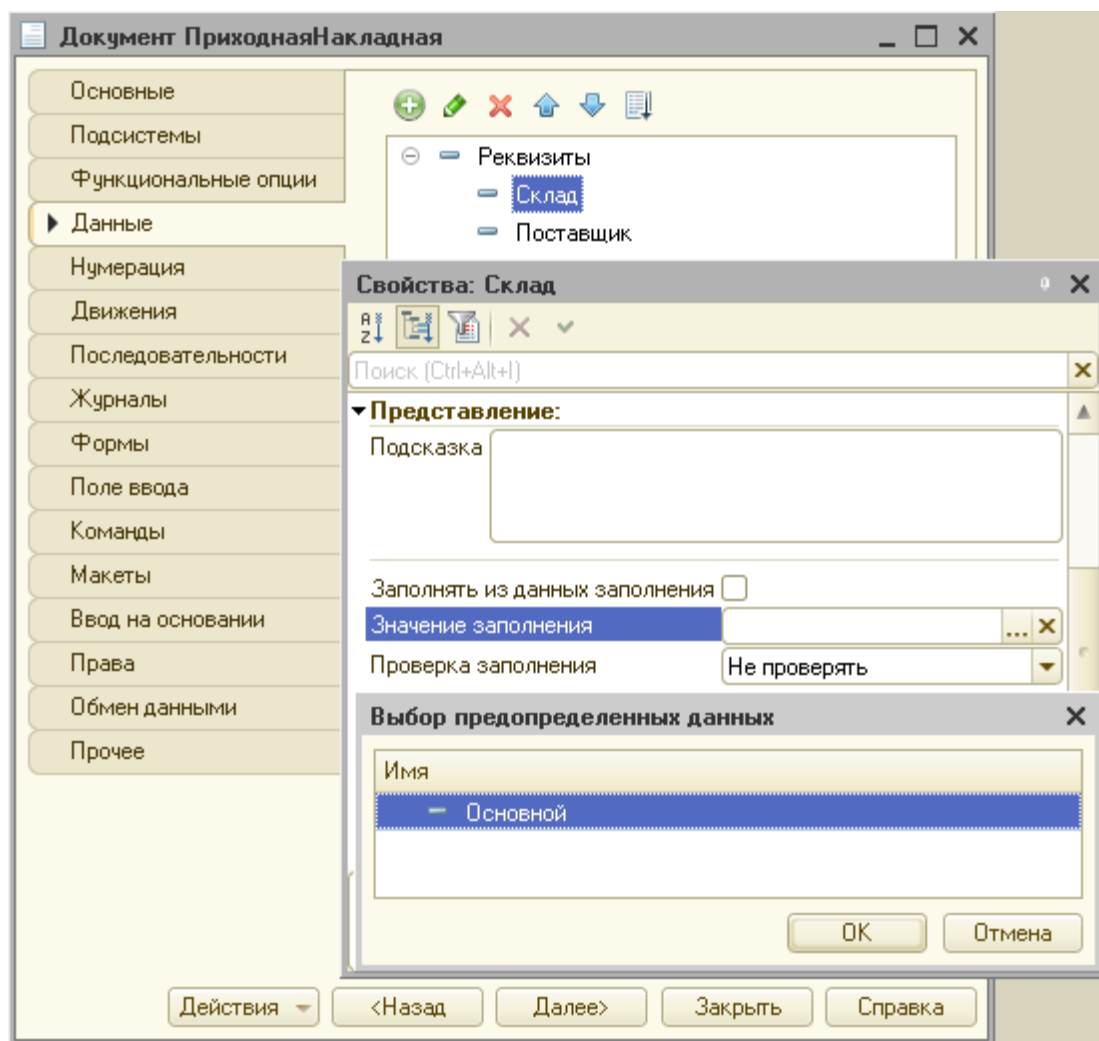 Документ ПриходнаяНакладная
Основные
Подсистемы
Функциональные опции
Данные
Нумерация
Движения
Последовательности
Журналы
Формы
Поле ввода
Команды
Макеты
Ввод на основании
Права
Обмен данными
Прочее
Реквизиты
Склад
Поставщик
Свойства: Склад
Поиск (Ctrl+Alt+I)
Представление:
Подсказка
Заполнять из данных заполнения
Значение заполнения
...
Проверка заполнения
Не проверять
Выбор предопределенных данных
Имя
Основной
OK
Отмена
Действия
<Назад
Далее>
Закрыть
Справка